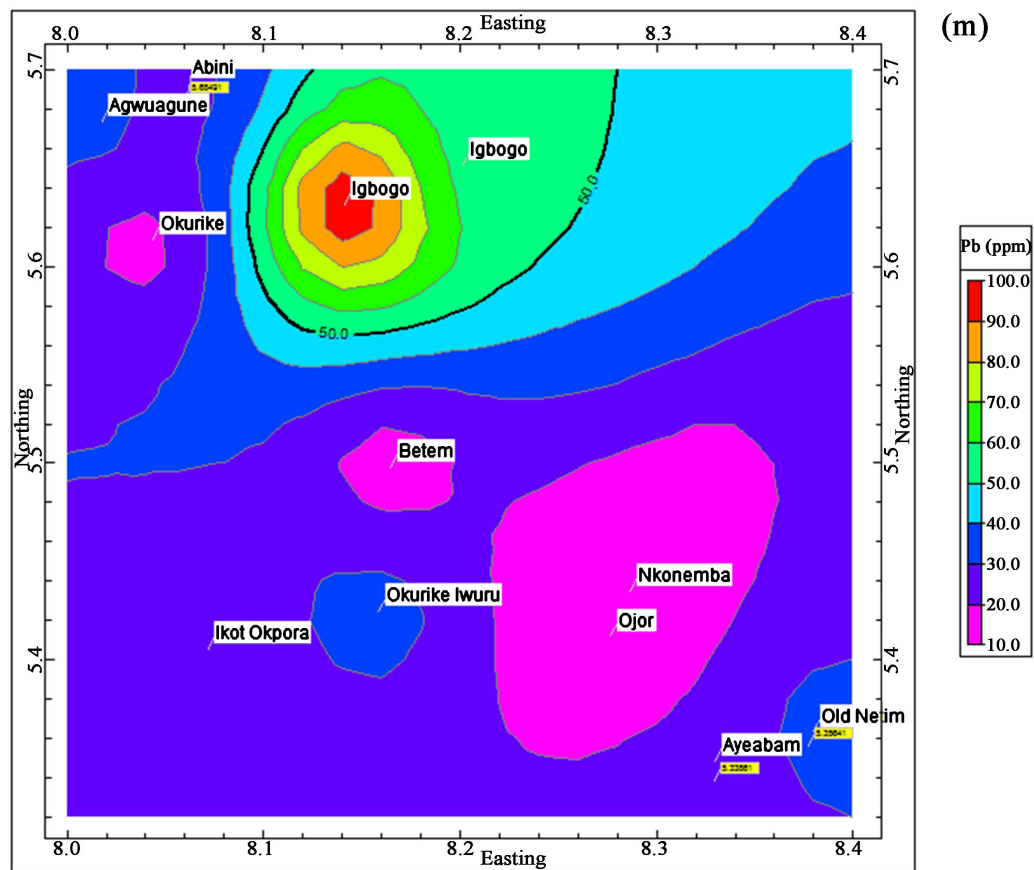 Easting
(m)
8.0 8.1 8.2 8.3 8.4
5.7 5.7
Abini
Agwuagune
Igbogo
Igbogo
50.0
Okurike
Pb (ppm)
5.6 5.6
100.0
90.0
50.0
80.0
Northing Northing
70.0
60.0
Betem
5.5 5.5
50.0
40.0
Nkonemba
30.0
Okurike Iwuru
Ojor
20.0
Ikot Okpora
10.0
5.4 5.4
Old Netim
Ayeabam
8.0 8.1 8.2 8.3 8.4
Easting